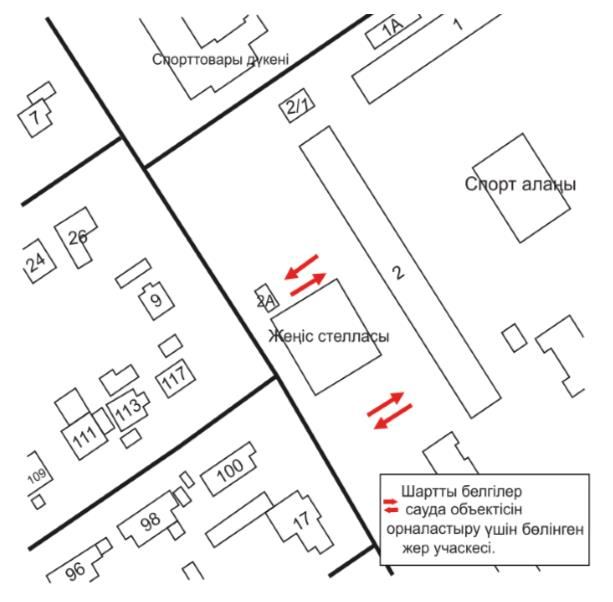 1А
1
Спорттовары дүкені
2/1
7
Спорт алаңы
26
24
2
9
2А
Жеңіс стелласы
117
113
111
109
100
98
17
96
Шартты белгілер
сауда объектісін
орналастыру үшін бөлінген
жер учаскесі.